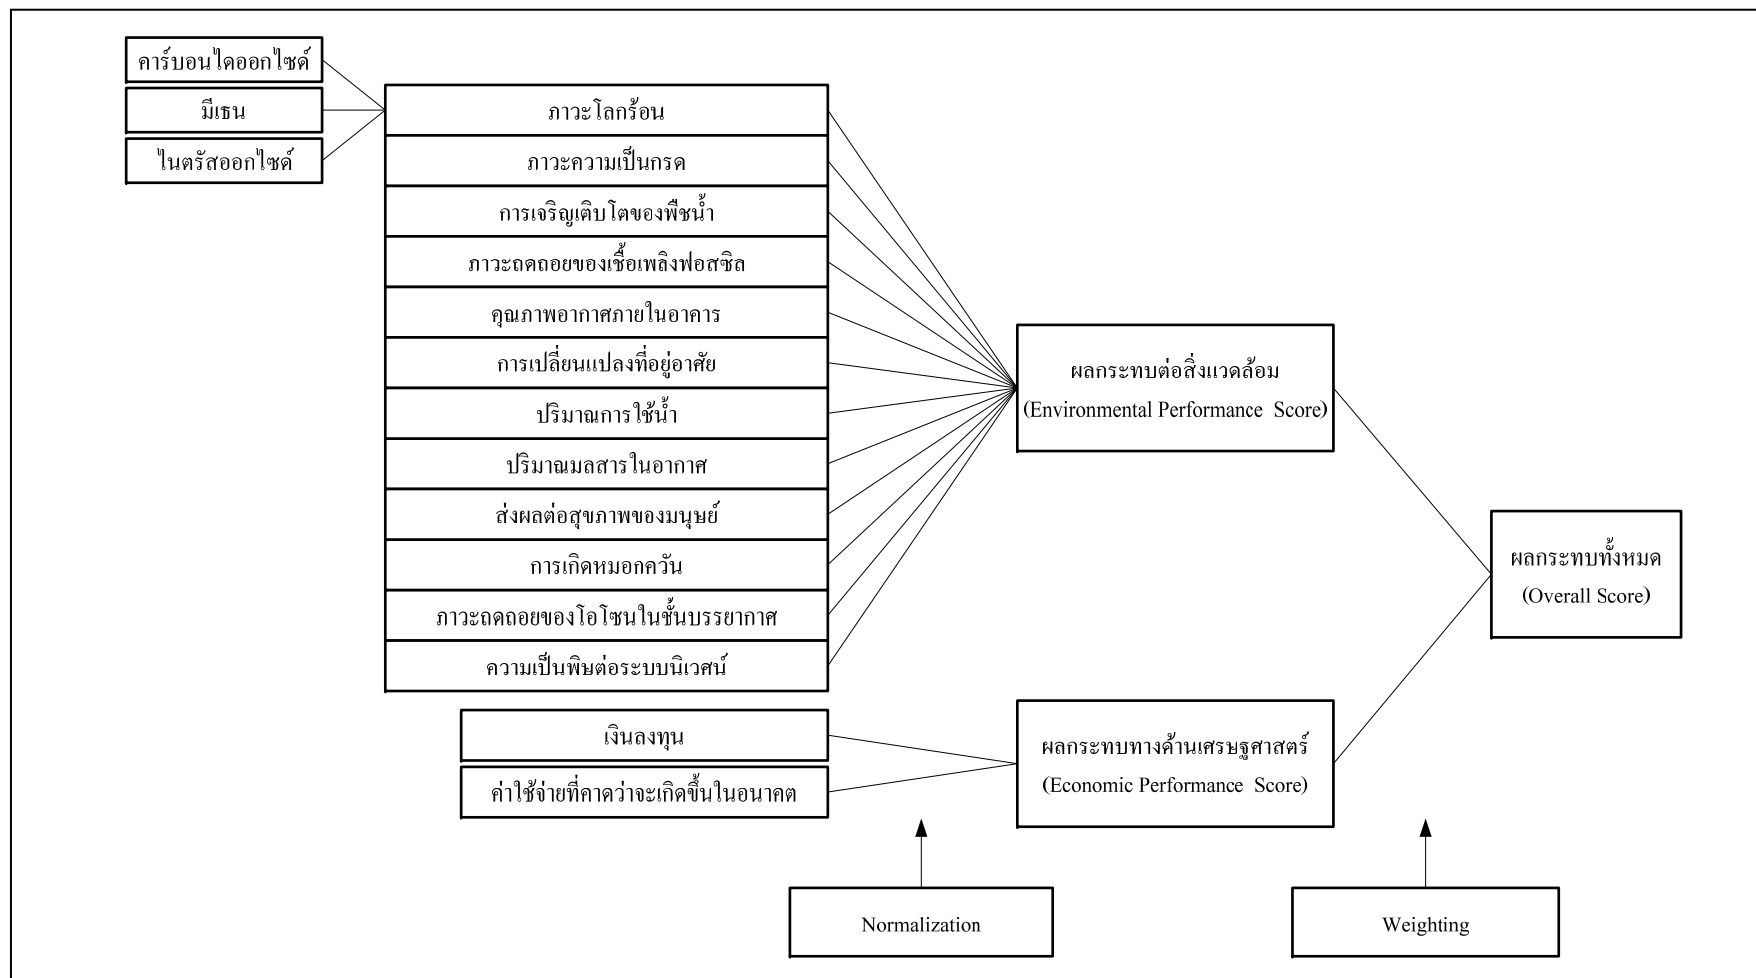 คาร์บอนไดออกไซด์
มีเธน
ไนตรัสออกไซด์
ภาวะโลกร้อน
ภาวะความเป็นกรด
การเจริญเติบโตของพืชน้ำ
ภาวะถดถอยของเชื้อเพลิงฟอสซิล
คุณภาพอากาศภายในอาคาร
การเปลี่ยนแปลงที่อยู่อาศัย
ปริมาณการใช้น้ำ
ปริมาณมลสารในอากาศ
ส่งผลต่อสุขภาพของมนุษย์
การเกิดหมอกควัน
ภาวะถดถอยของโอโซนในชั้นบรรยากาศ
ความเป็นพิษต่อระบบนิเวศน์
เงินลงทุน
ค่าใช้จ่ายที่คาดว่าจะเกิดขึ้นในอนาคต
ผลกระทบต่อสิ่งแวดล้อม
(Environmental Performance Score)
ผลกระทบทางด้านเศรษฐศาสตร์
(Economic Performance Score)
ผลกระทบทั้งหมด
(Overall Score)
Normalization
Weighting